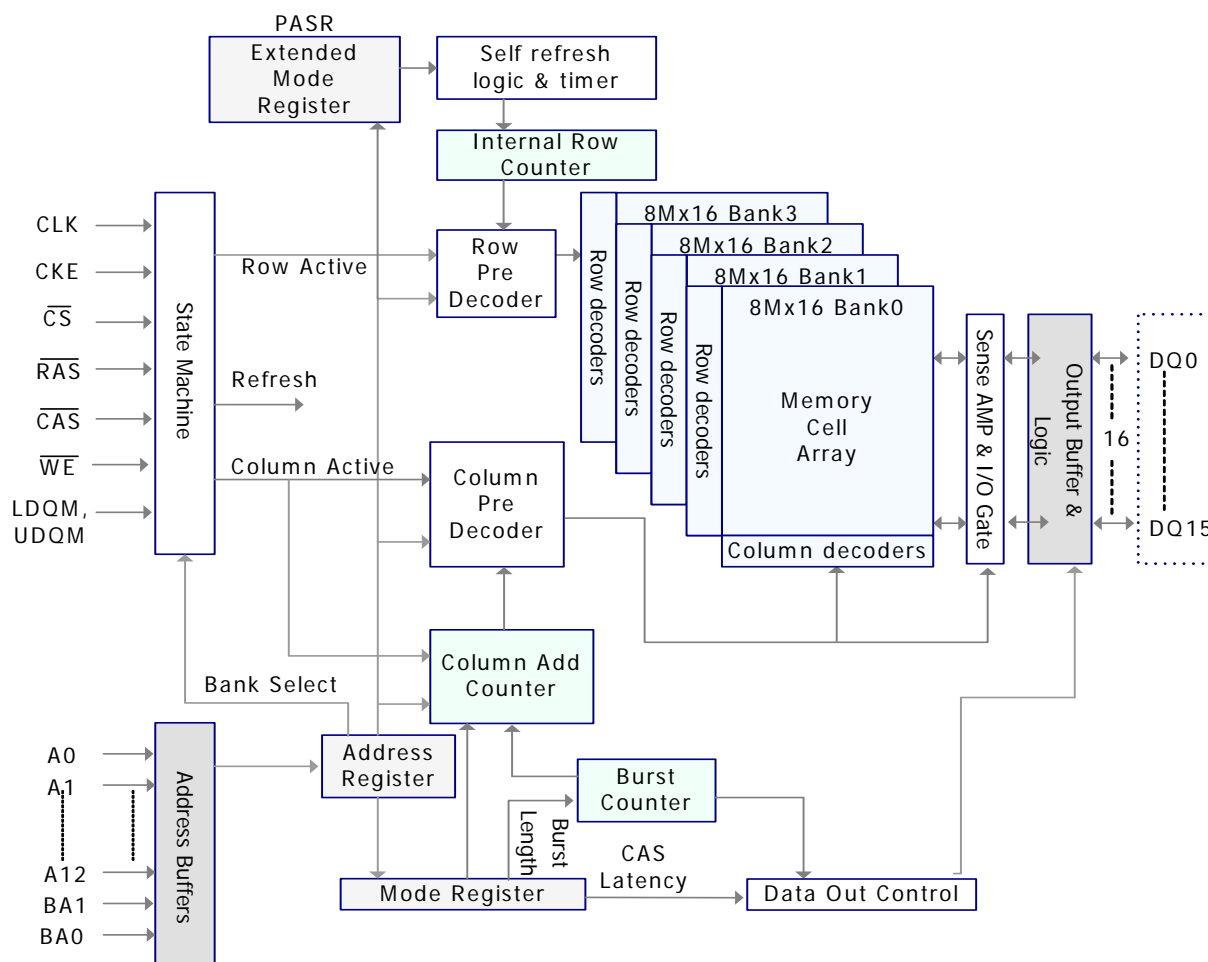 PASR
Extended
Mode
Register
Self refresh
logic & timer
Internal Row
Counter
CLK
CKE
CS
RAS
CAS
WE
LDQM,
UDQM
State Machine
Row Active
Refresh
Column Active
Row
Pre
Decoder
Column
Pre
Decoder
Row decoders
8Mx16 Bank3
Row decoders
8Mx16 Bank2
Row decoders
8Mx16 Bank1
Row decoders
8Mx16 Bank0
Memory
Cell
Array
Column decoders
Sense AMP & I/O Gate
Output Buffer &
Logic
DQ0
16
DQ15
Bank Select
Column Add
Counter
A0
A1
A12
BA1
BA0
Address Buffers
Address
Register
Burst
Counter
Burst
Length
Mode Register
CAS
Latency
Data Out Control